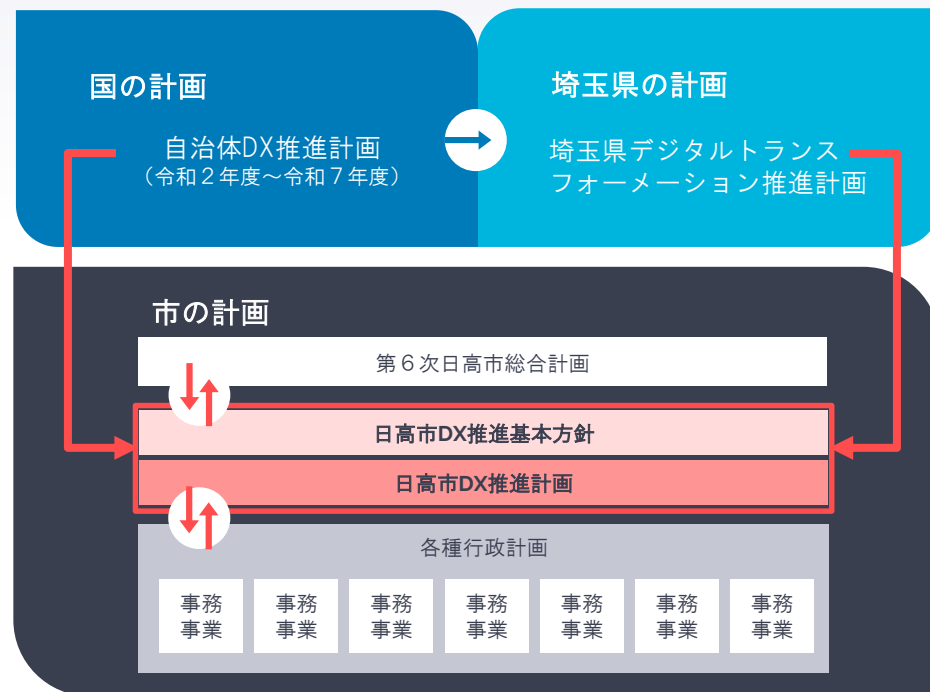 国の計画
自治体DX推進計画
（令和２年度～令和７年度）
埼玉県の計画
埼玉県デジタルトランス
フォーメーション推進計画
市の計画
第６次日高市総合計画
日高市DX推進基本方針
日高市DX推進計画
各種行政計画
事務
事業
事務
事業
事務
事業
事務
事業
事務
事業
事務
事業
事務
事業